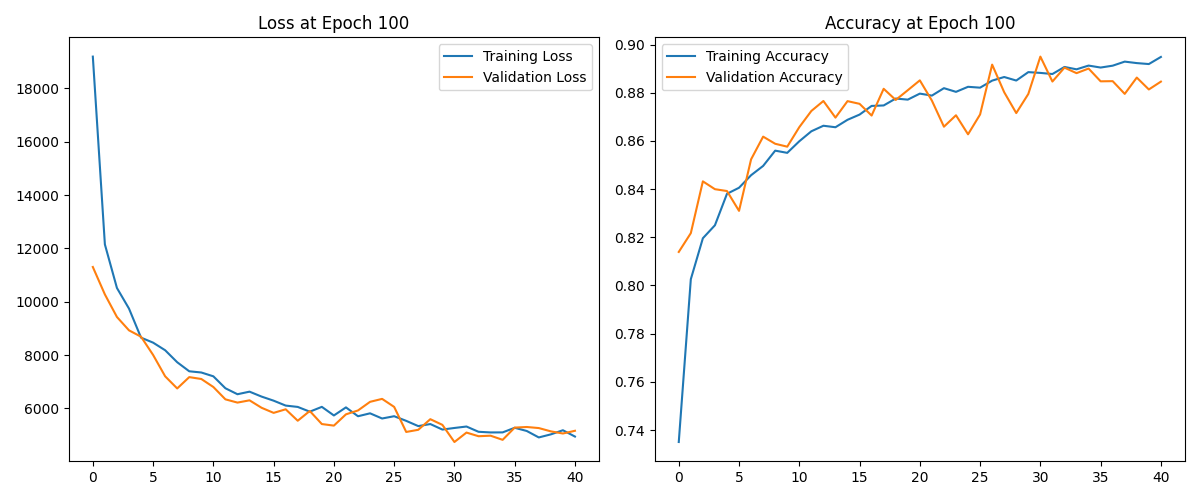 Loss at Epoch 100
Training Loss
Validation Loss
18000
16000
14000
12000
10000
8000
6000
0 5 10 15 20 25 30 35 40
Accuracy at Epoch 100
Training Accuracy
Validation Accuracy
0.90
0.88
0.86
0.84
0.82
0.80
0.78
0.76
0.74
0 5 10 15 20 25 30 35 40